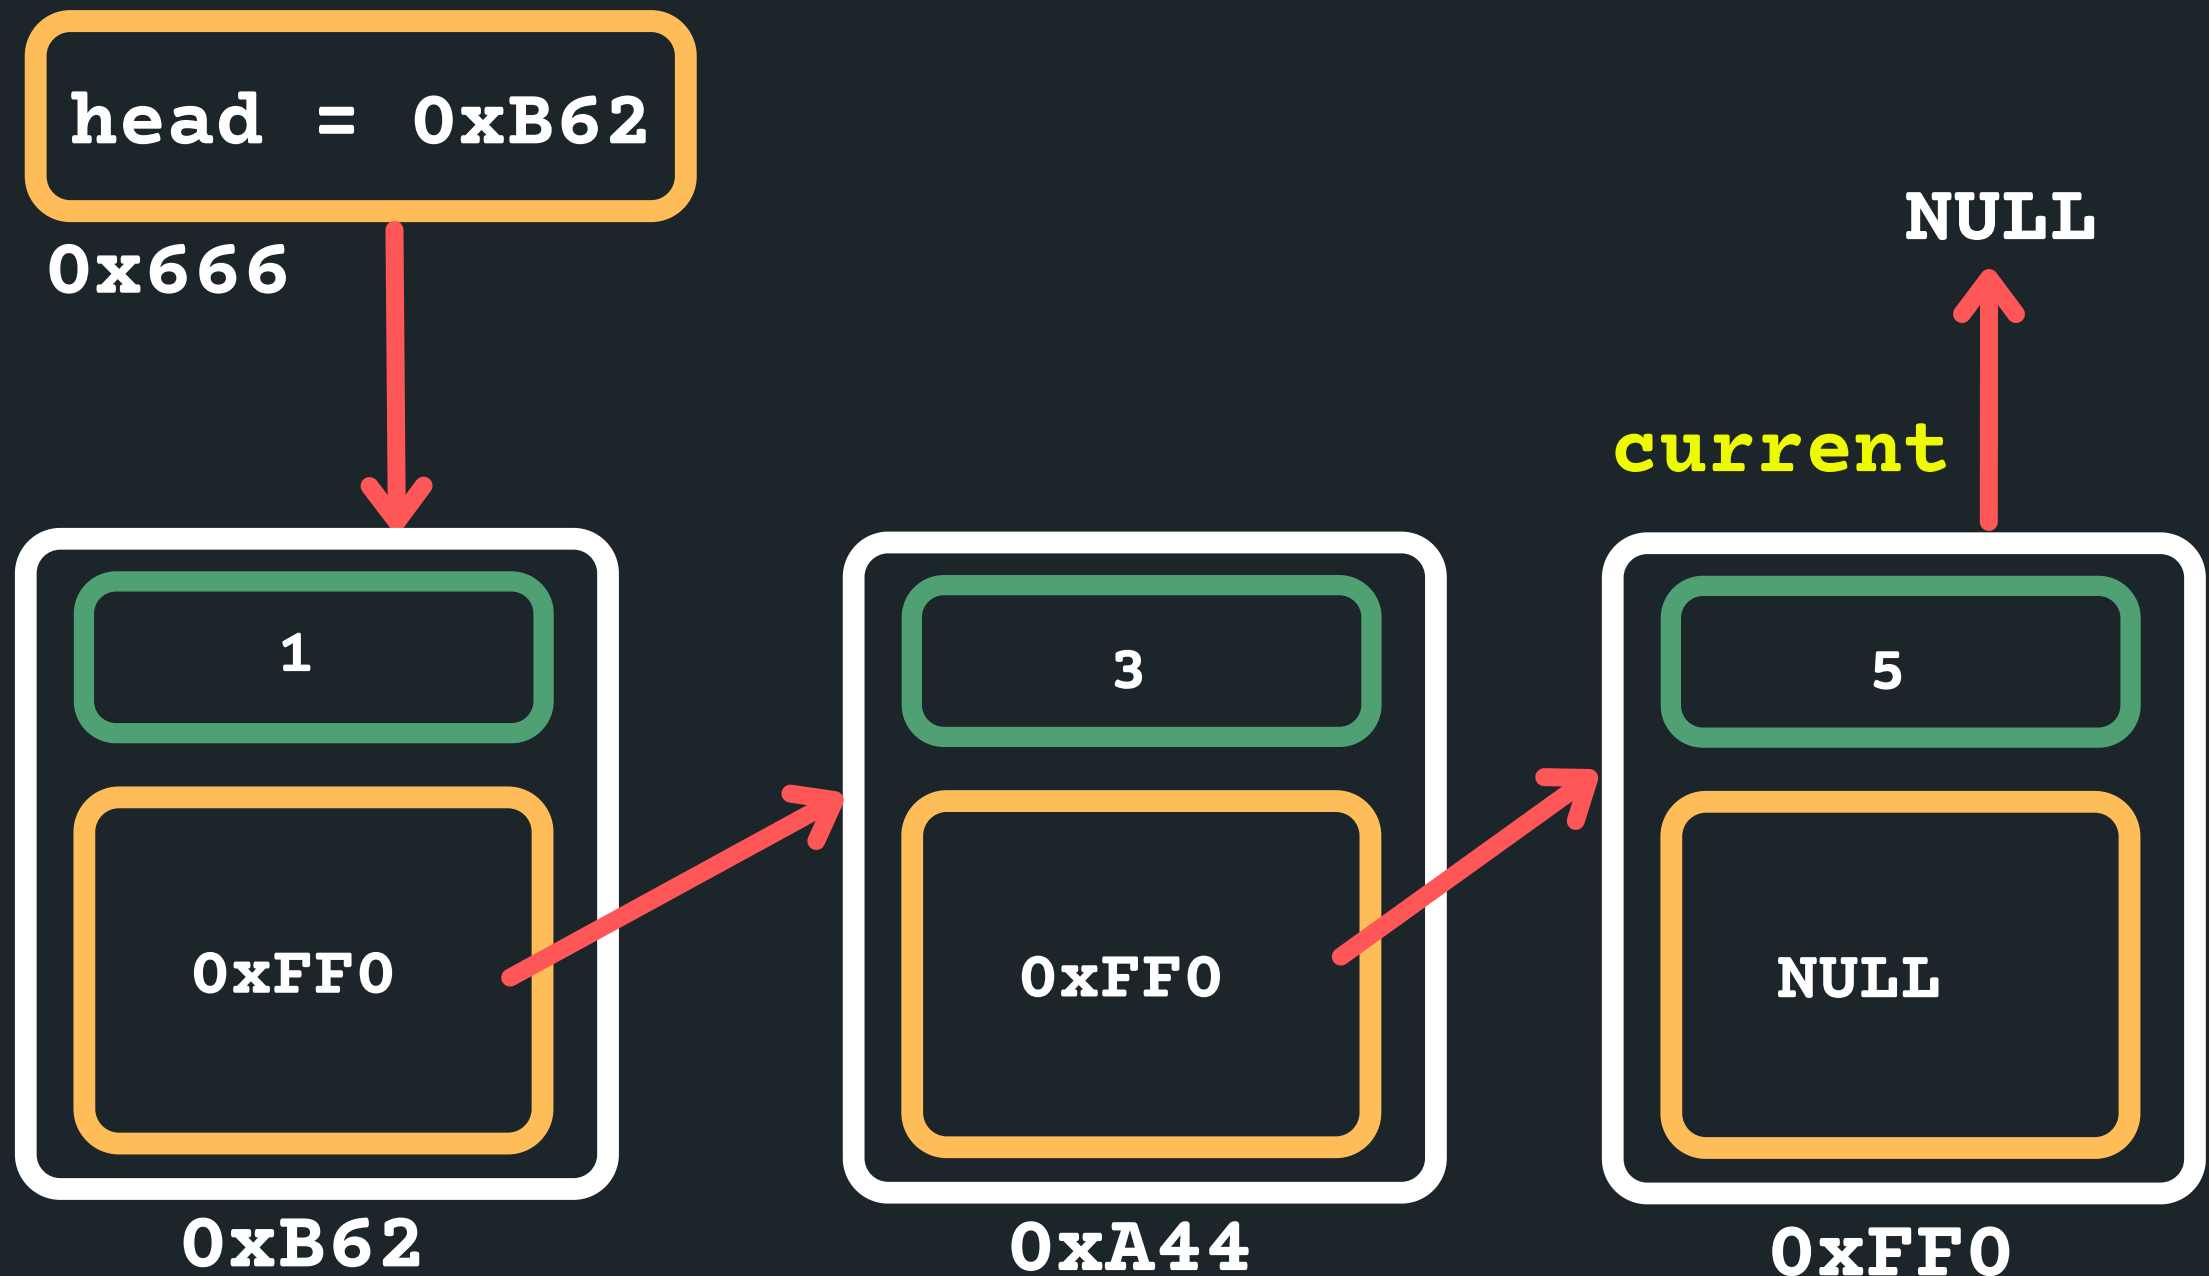 head = 0xB62
0x666
NULL
current
1
3
5
0xFF0
0xFF0
NULL
0xB62
0xA44
0xFF0